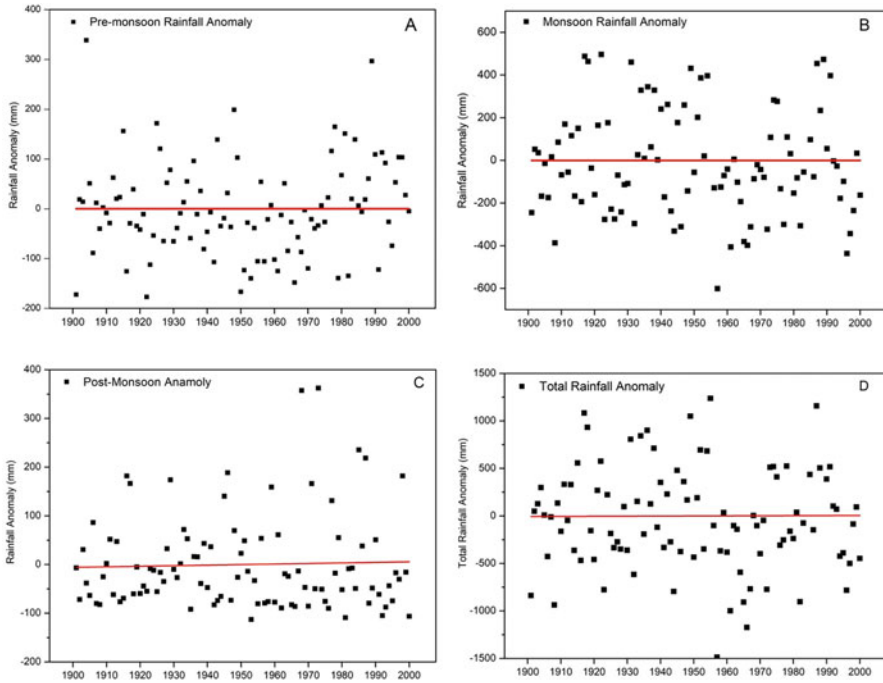 400
300
200
100
0
-100
-200
Rainfall Anomaly (mm)
Pre-monsoon Rainfall Anomaly
A
1900 1910 1920 1930 1940 1950 1960 1970 1980 1990 2000
600
400
200
0
-200
-400
-600
Rainfall Anomaly (mm)
Monsoon Rainfall Anomaly
B
1900 1910 1920 1930 1940 1950 1960 1970 1980 1990 2000
400
300
200
100
0
-100
-200
Rainfall Anomaly (mm)
Post-Monsoon Anamoly
C
1900 1910 1920 1930 1940 1950 1960 1970 1980 1990 2000
1500
1000
500
0
-500
-1000
-1500
Total Rainfall Anomaly (mm)
Total Rainfall Anomaly
D
1900 1910 1920 1930 1940 1950 1960 1970 1980 1990 2000